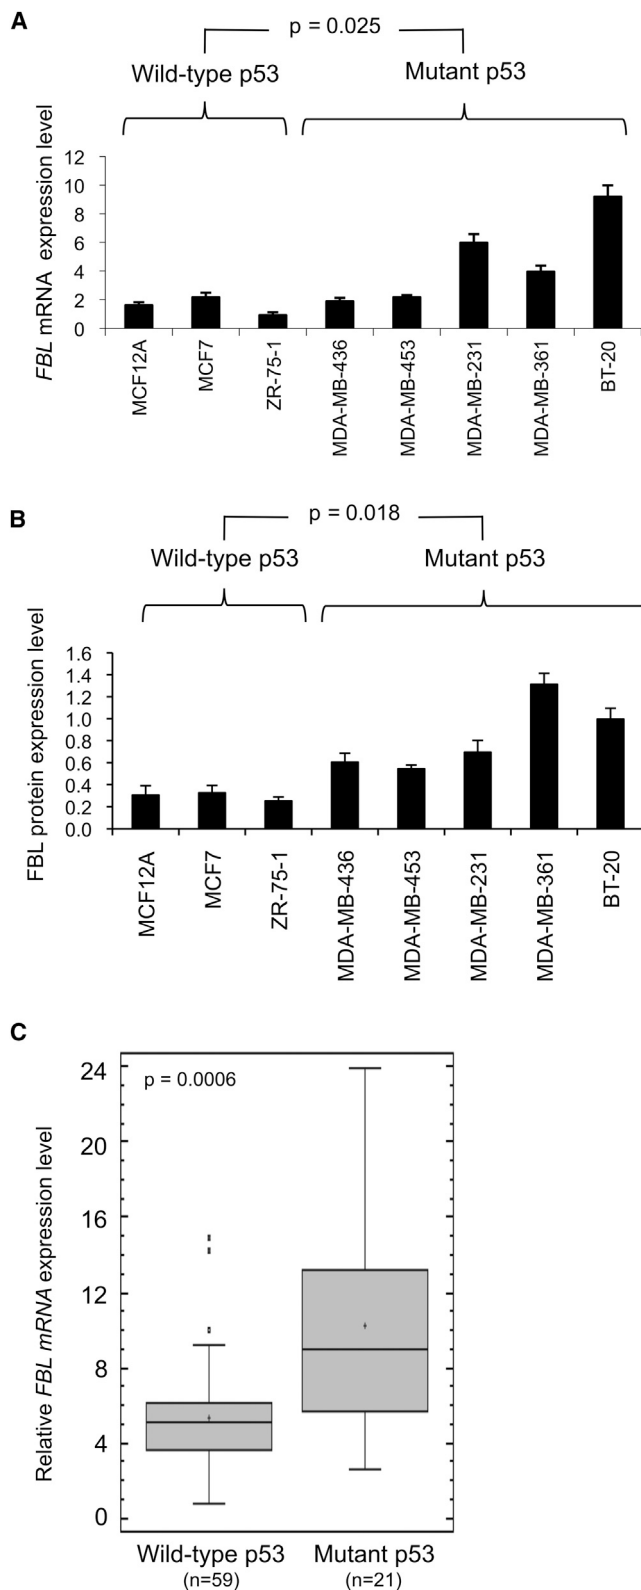 A
p = 0.025
Wild-type p53 Mutant p53
FBL mRNA expression level
12
10
8
6
4
2
0
MCF12A
MCF7
ZR-75-1
MDA-MB-436
MDA-MB-453
MDA-MB-231
MDA-MB-361
BT-20
B
p = 0.018
Wild-type p53 Mutant p53
FBL protein expression level
1.6
1.4
1.2
1.0
0.8
0.6
0.4
0.2
0.0
MCF12A
MCF7
ZR-75-1
MDA-MB-436
MDA-MB-453
MDA-MB-231
MDA-MB-361
BT-20
C
p = 0.0006
Relative FBL mRNA expression level
24
20
16
12
8
4
0
Wild-type p53 Mutant p53
(n=59) (n=21)